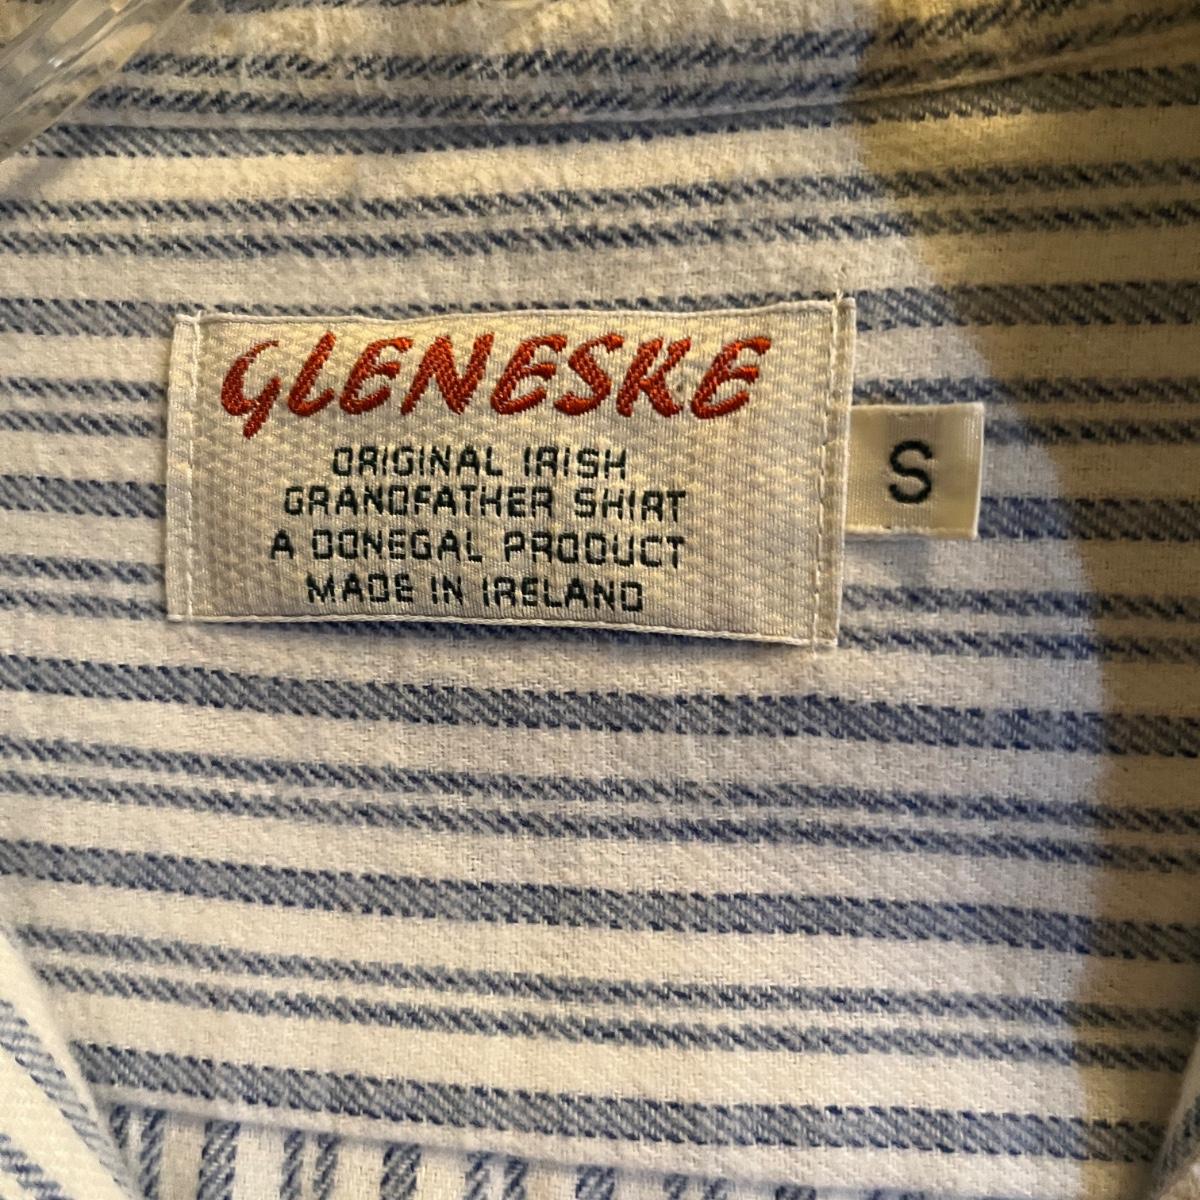 GLENESKE
ORIGINAL IRISH
GRANDFATHER SHIRT
A DONEGAL PRODUCT
MADE IN IRELAND
S